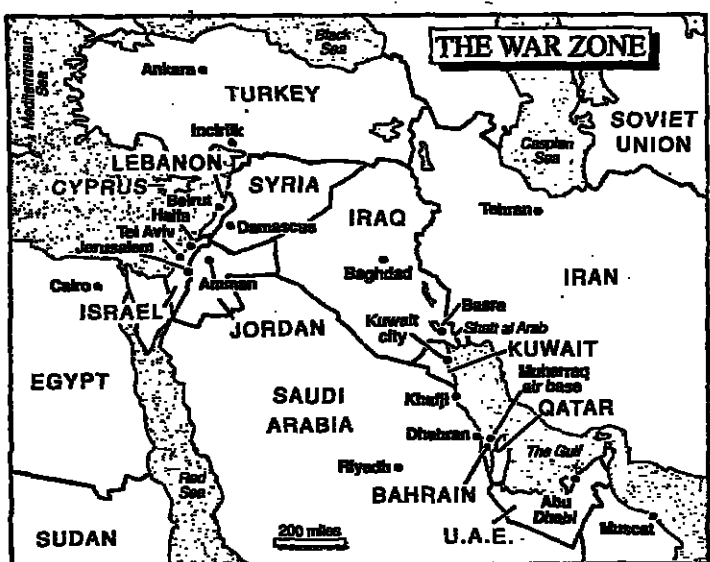 THE WAR ZONE
Black
Sea
Mediterranean
Sea
Ankara
TURKEY
SOVIET
UNION
Caspian
Sea
Incirlik
LEBANON
CYPRUS
SYRIA
Beirut
Haifa
Tel Aviv
Jerusalem
Damascus
IRAQ
Tehran
Baghdad
IRAN
Cairo
Amman
ISRAEL
JORDAN
Basra
Shatt al Arab
Kuwait
city
KUWAIT
Muharraq
air base
EGYPT
SAUDI
ARABIA
Khafji
QATAR
Dhahran
The Gulf
Riyadh
Red
Sea
BAHRAIN
Abu
Dhabi
Muscat
SUDAN
200 miles
U.A.E.